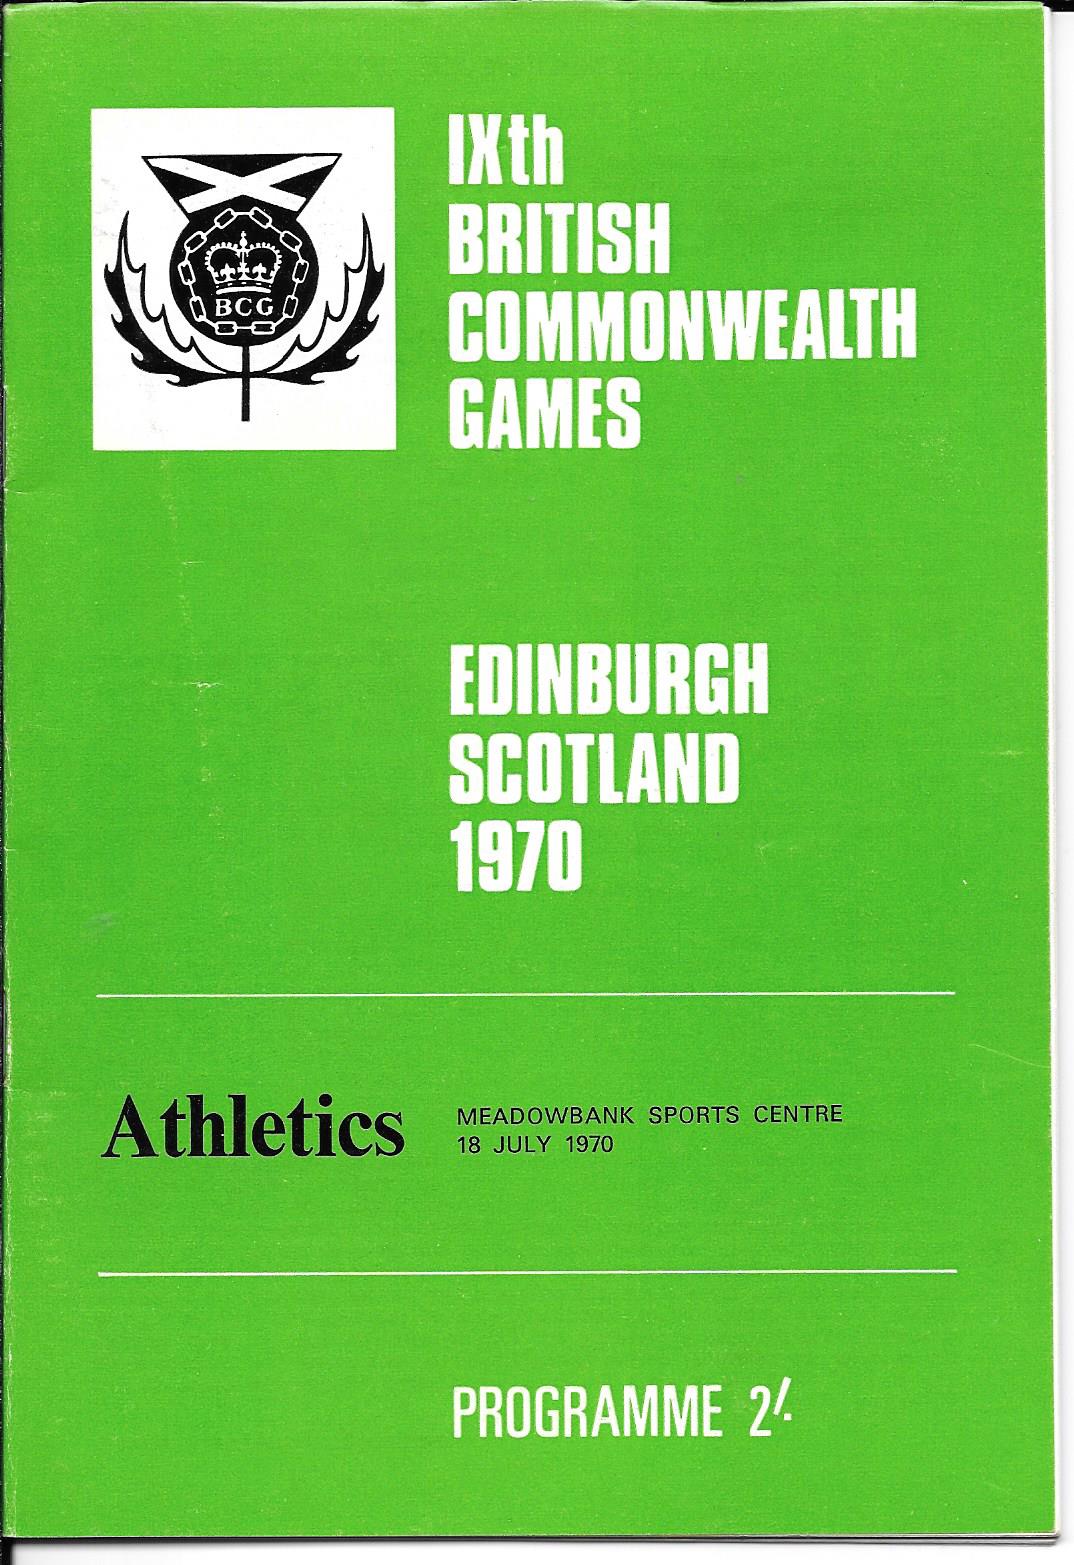 BCG
IXth
BRITISH
COMMONWEALTH
GAMES
EDINBURGH
SCOTLAND
1970
Athletics
MEADOWBANK SPORTS CENTRE
18 JULY 1970
PROGRAMME 2/-